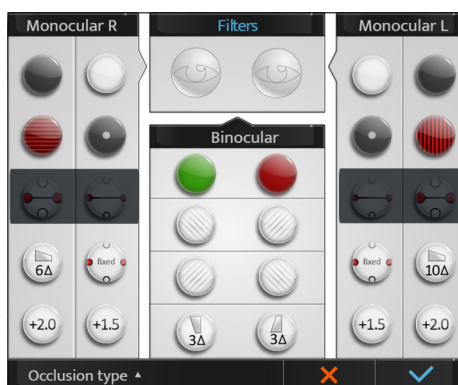 Monocular R
Filters
Monocular L
Binocular
6Δ
fixed
fixed
10Δ
+2.0
+1.5
3Δ
3Δ
+1.5
+2.0
Occlusion type